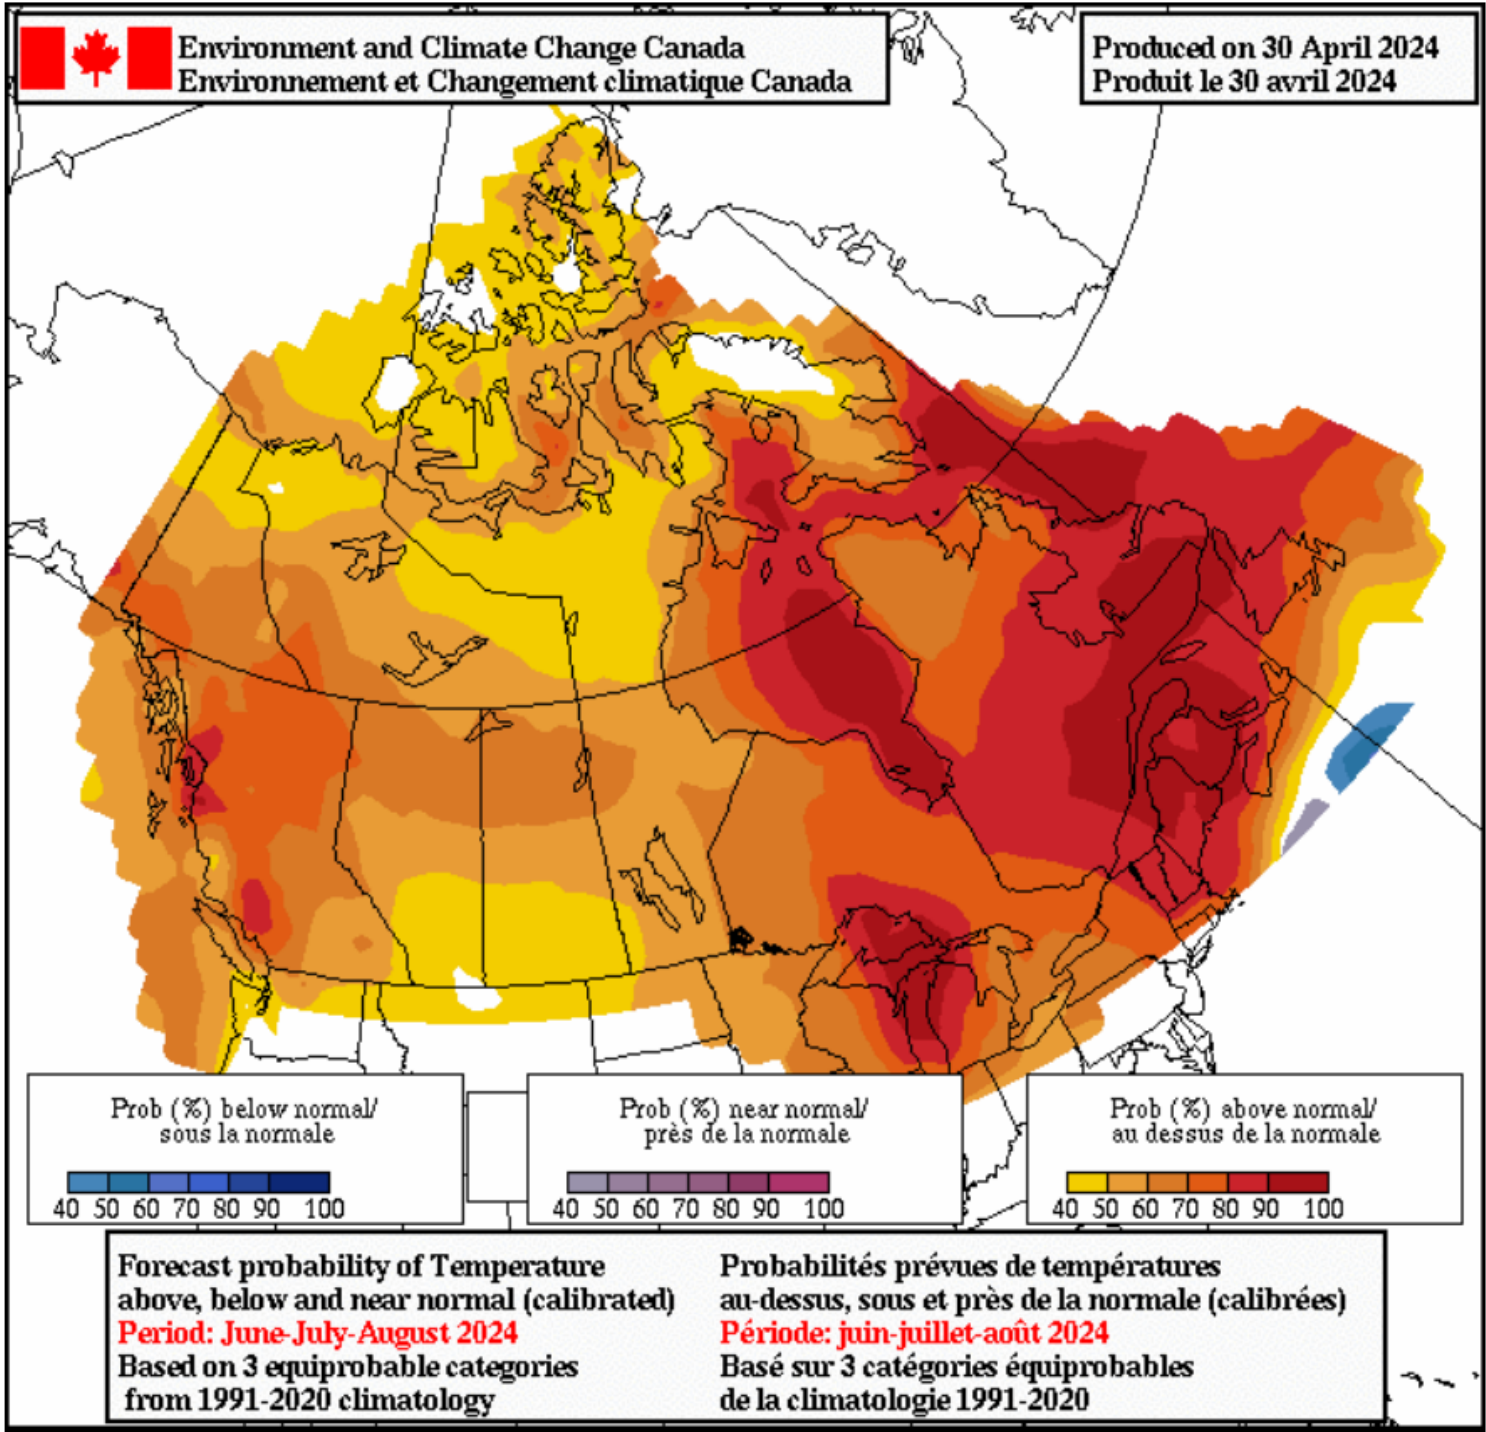 Environment and Climate Change Canada
Environnement et Changement climatique Canada
Produced on 30 April 2024
Produit le 30 avril 2024
Prob (%) below normal/
sous la normale
40 50 60 70 80 90 100
Prob (%) near normal/
près de la normale
40 50 60 70 80 90 100
Prob (%) above normal/
au dessus de la normale
40 50 60 70 80 90 100
Forecast probability of Temperature
above, below and near normal (calibrated)
Period: June-July-August 2024
Based on 3 equiprobable categories
from 1991-2020 climatology
Probabilités prévues de températures
au-dessus, sous et près de la normale (calibrées)
Période: juin-juillet-août 2024
Basé sur 3 catégories équiprobables
de la climatologie 1991-2020